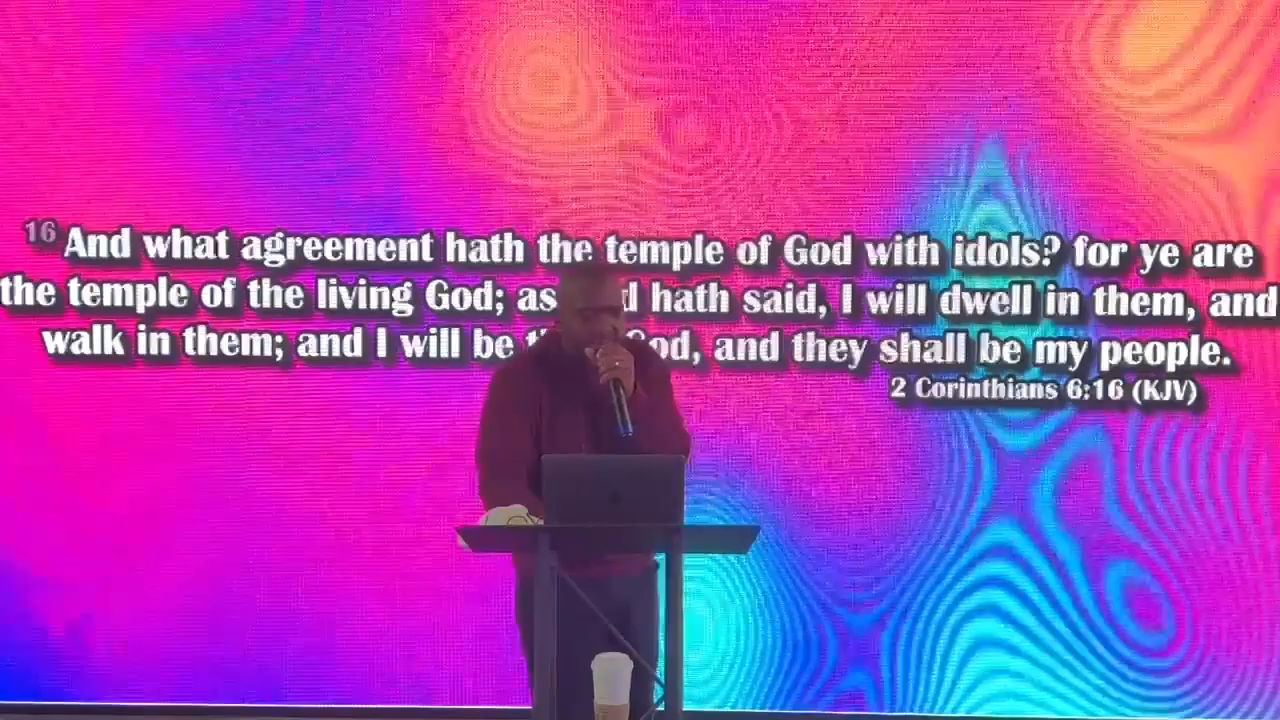 16 And what agreement hath the temple of God with idols? for ye are
the temple of the living God; as hath said, I will dwell in them, and
walk in them; and I will be God, and they shall be my people.
2 Corinthians 6:16 (KJV)